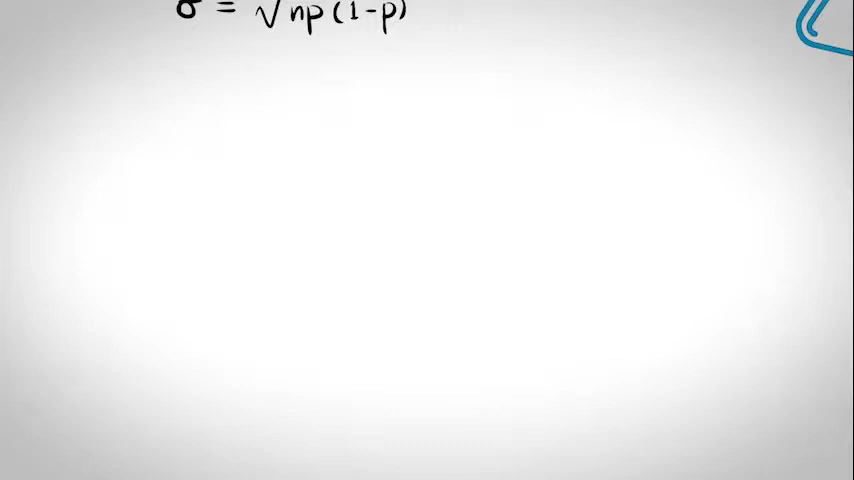 σ = √np(1-p)